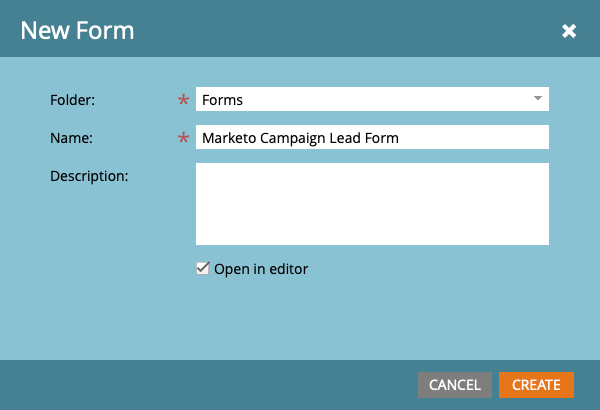 New Form
Folder: * Forms
Name: * Marketo Campaign Lead Form
Description:
Open in editor
CANCEL CREATE